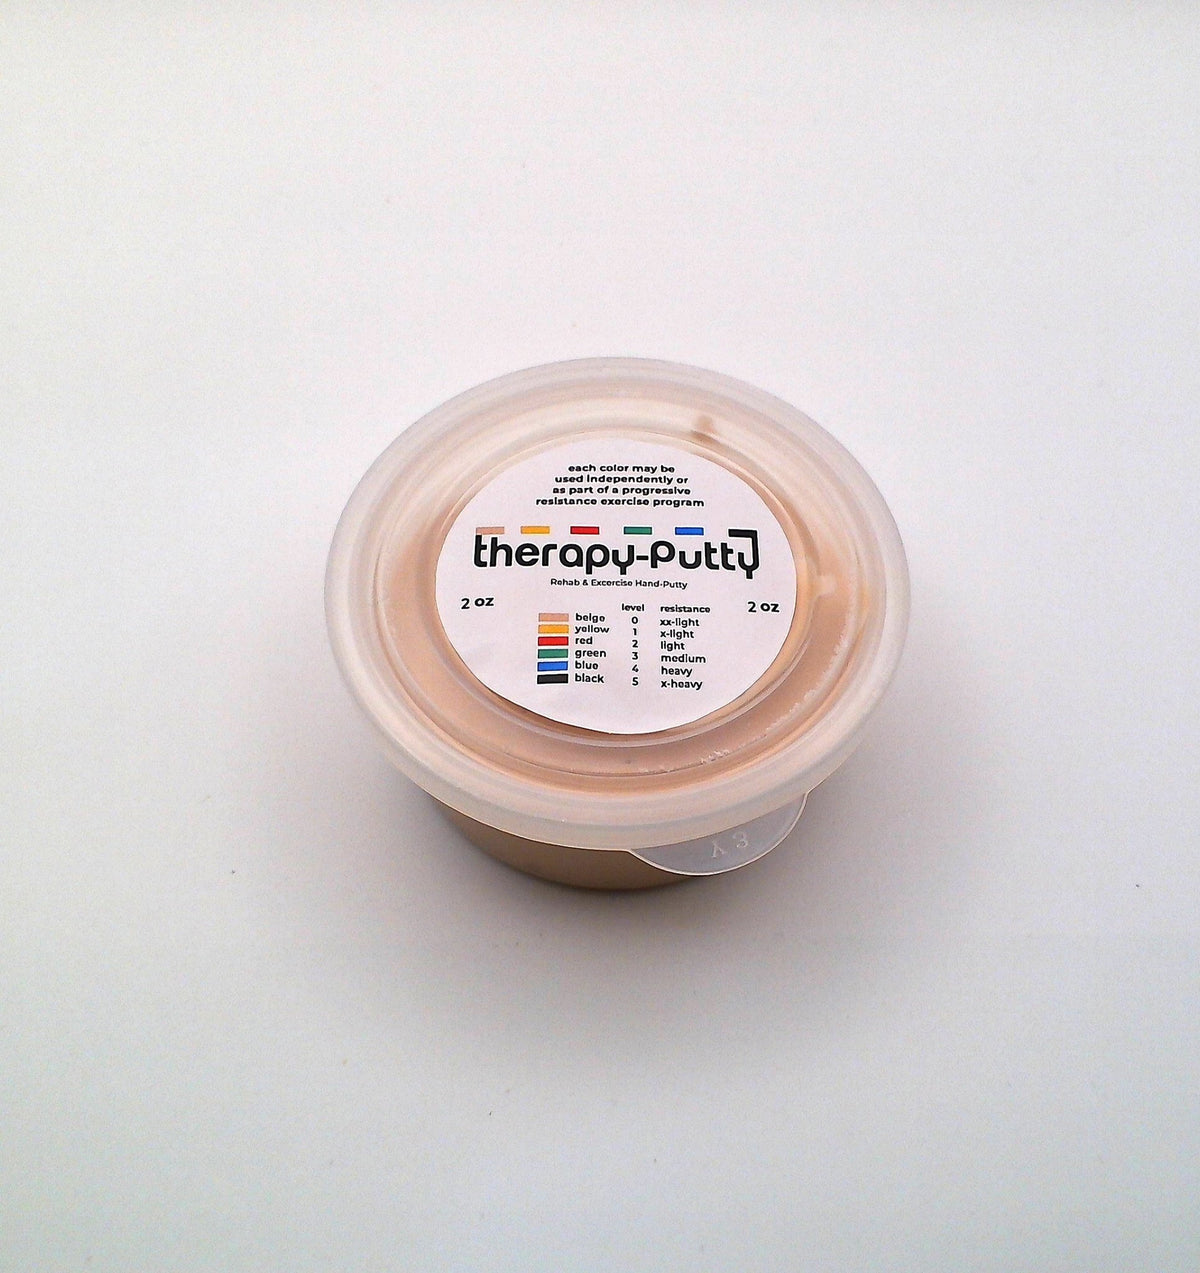 each color may be
used independently or
as part of a progressive
resistance exercise program
therapy-Putty
Rehab & Excercise Hand-Putty
2 oz
2 oz
level resistance
beige 0 xx-light
yellow 1 x-light
red 2 light
green 3 medium
blue 4 heavy
black 5 x-heavy